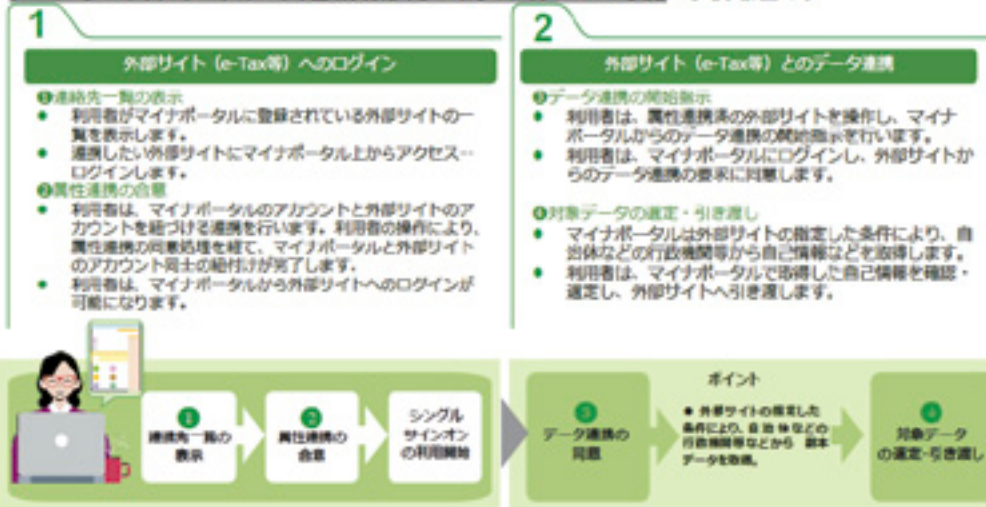 1
外部サイト（e-Tax等）へのログイン
❶連絡先一覧の表示
● 利用者がマイナポータルに登録されている外部サイトの一
覧を表示します。
● 連携したい外部サイトにマイナポータル上からアクセス…
ログインします。
❷属性連携の合意
● 利用者は、マイナポータルのアカウントと外部サイトのア
カウントを紐づける連携を行います。利用者の操作により、
属性連携の同意処理を経て、マイナポータルと外部サイト
のアカウント同士の紐付けが完了します。
● 利用者は、マイナポータルから外部サイトへのログインが
可能になります。
2
外部サイト（e-Tax等）とのデータ連携
❸データ連携の開始指示
● 利用者は、属性連携済の外部サイトを操作し、マイナ
ポータルからのデータ連携の開始指示を行います。
● 利用者は、マイナポータルにログインし、外部サイトか
らのデータ連携の要求に同意します。
❹対象データの選定・引き渡し
● マイナポータルは外部サイトの指定した条件により、自
治体などの行政機関等から自己情報などを取得します。
● 利用者は、マイナポータルで取得した自己情報を確認・
選定し、外部サイトへ引き渡します。
❶
連携先一覧の
表示
❷
属性連携の
合意
シングル
サインオン
の利用開始
❸
データ連携の
同意
ポイント
● 外部サイトの指定した
条件により、自治体などの
行政機関等などから 副本
データを取得。
❹
対象データ
の選定・引き渡し